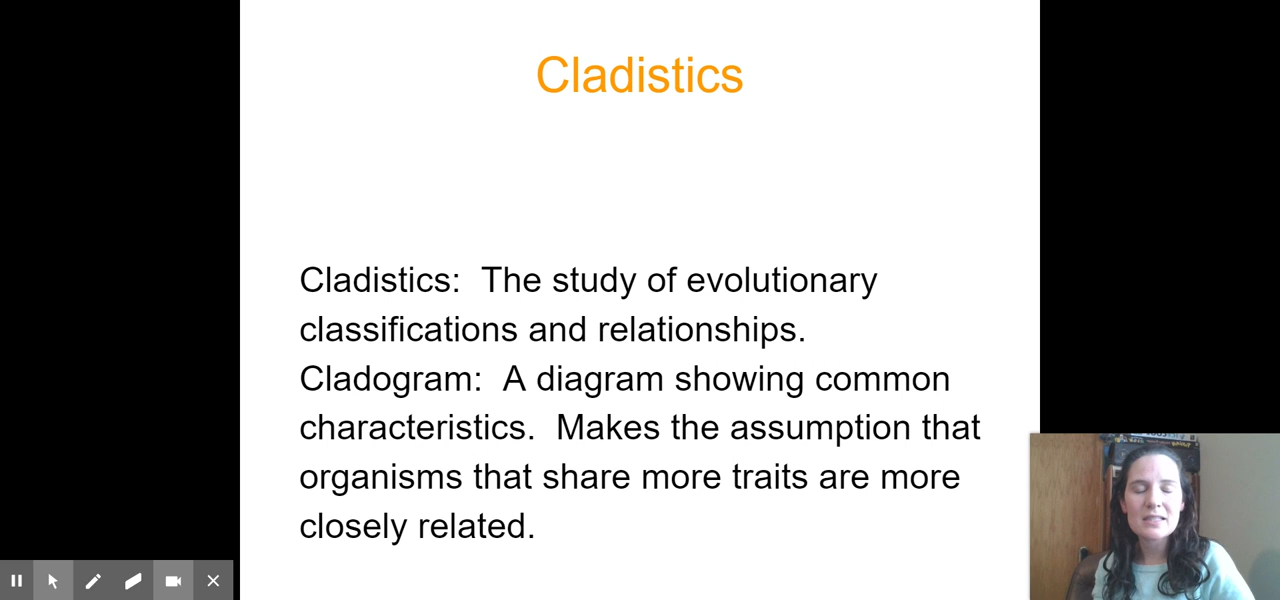 Cladistics
Cladistics:  The study of evolutionary
classifications and relationships.
Cladogram:  A diagram showing common
characteristics.  Makes the assumption that
organisms that share more traits are more
closely related.